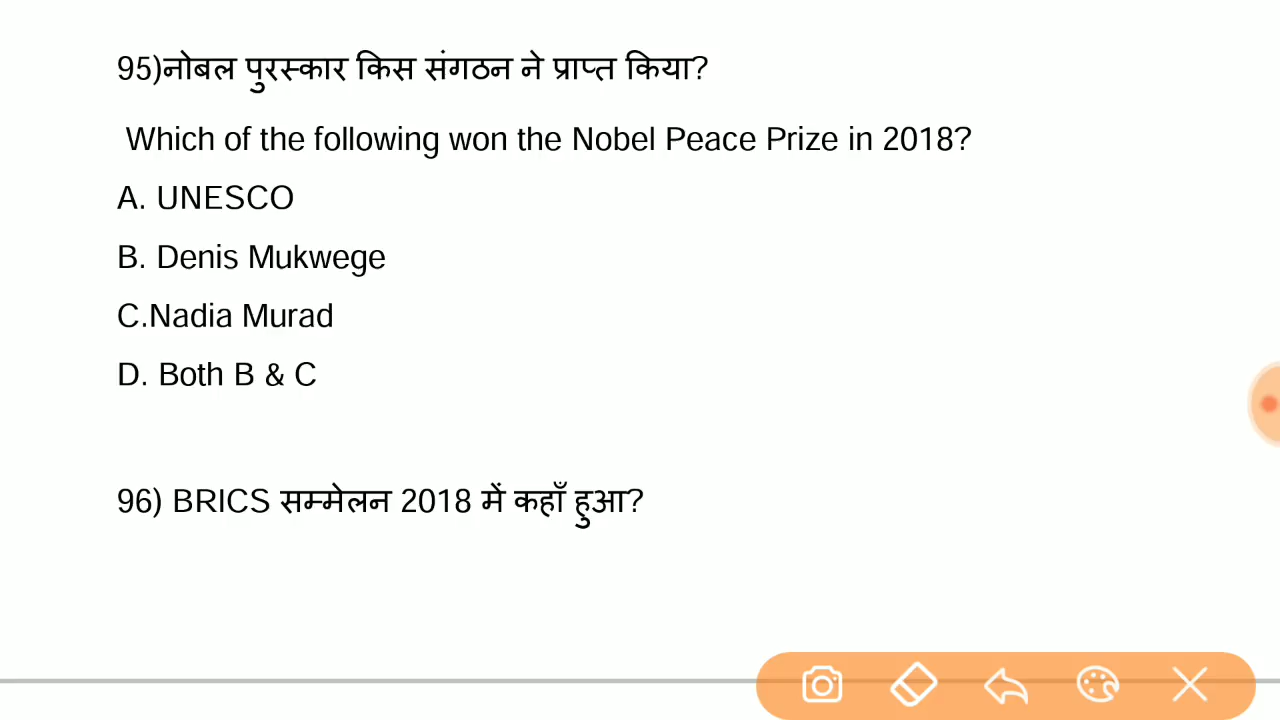 95)नोबल पुरस्कार किस संगठन ने प्राप्त किया?
Which of the following won the Nobel Peace Prize in 2018?
A. UNESCO
B. Denis Mukwege
C.Nadia Murad
D. Both B & C
96) BRICS सम्मेलन 2018 में कहाँ हुआ?